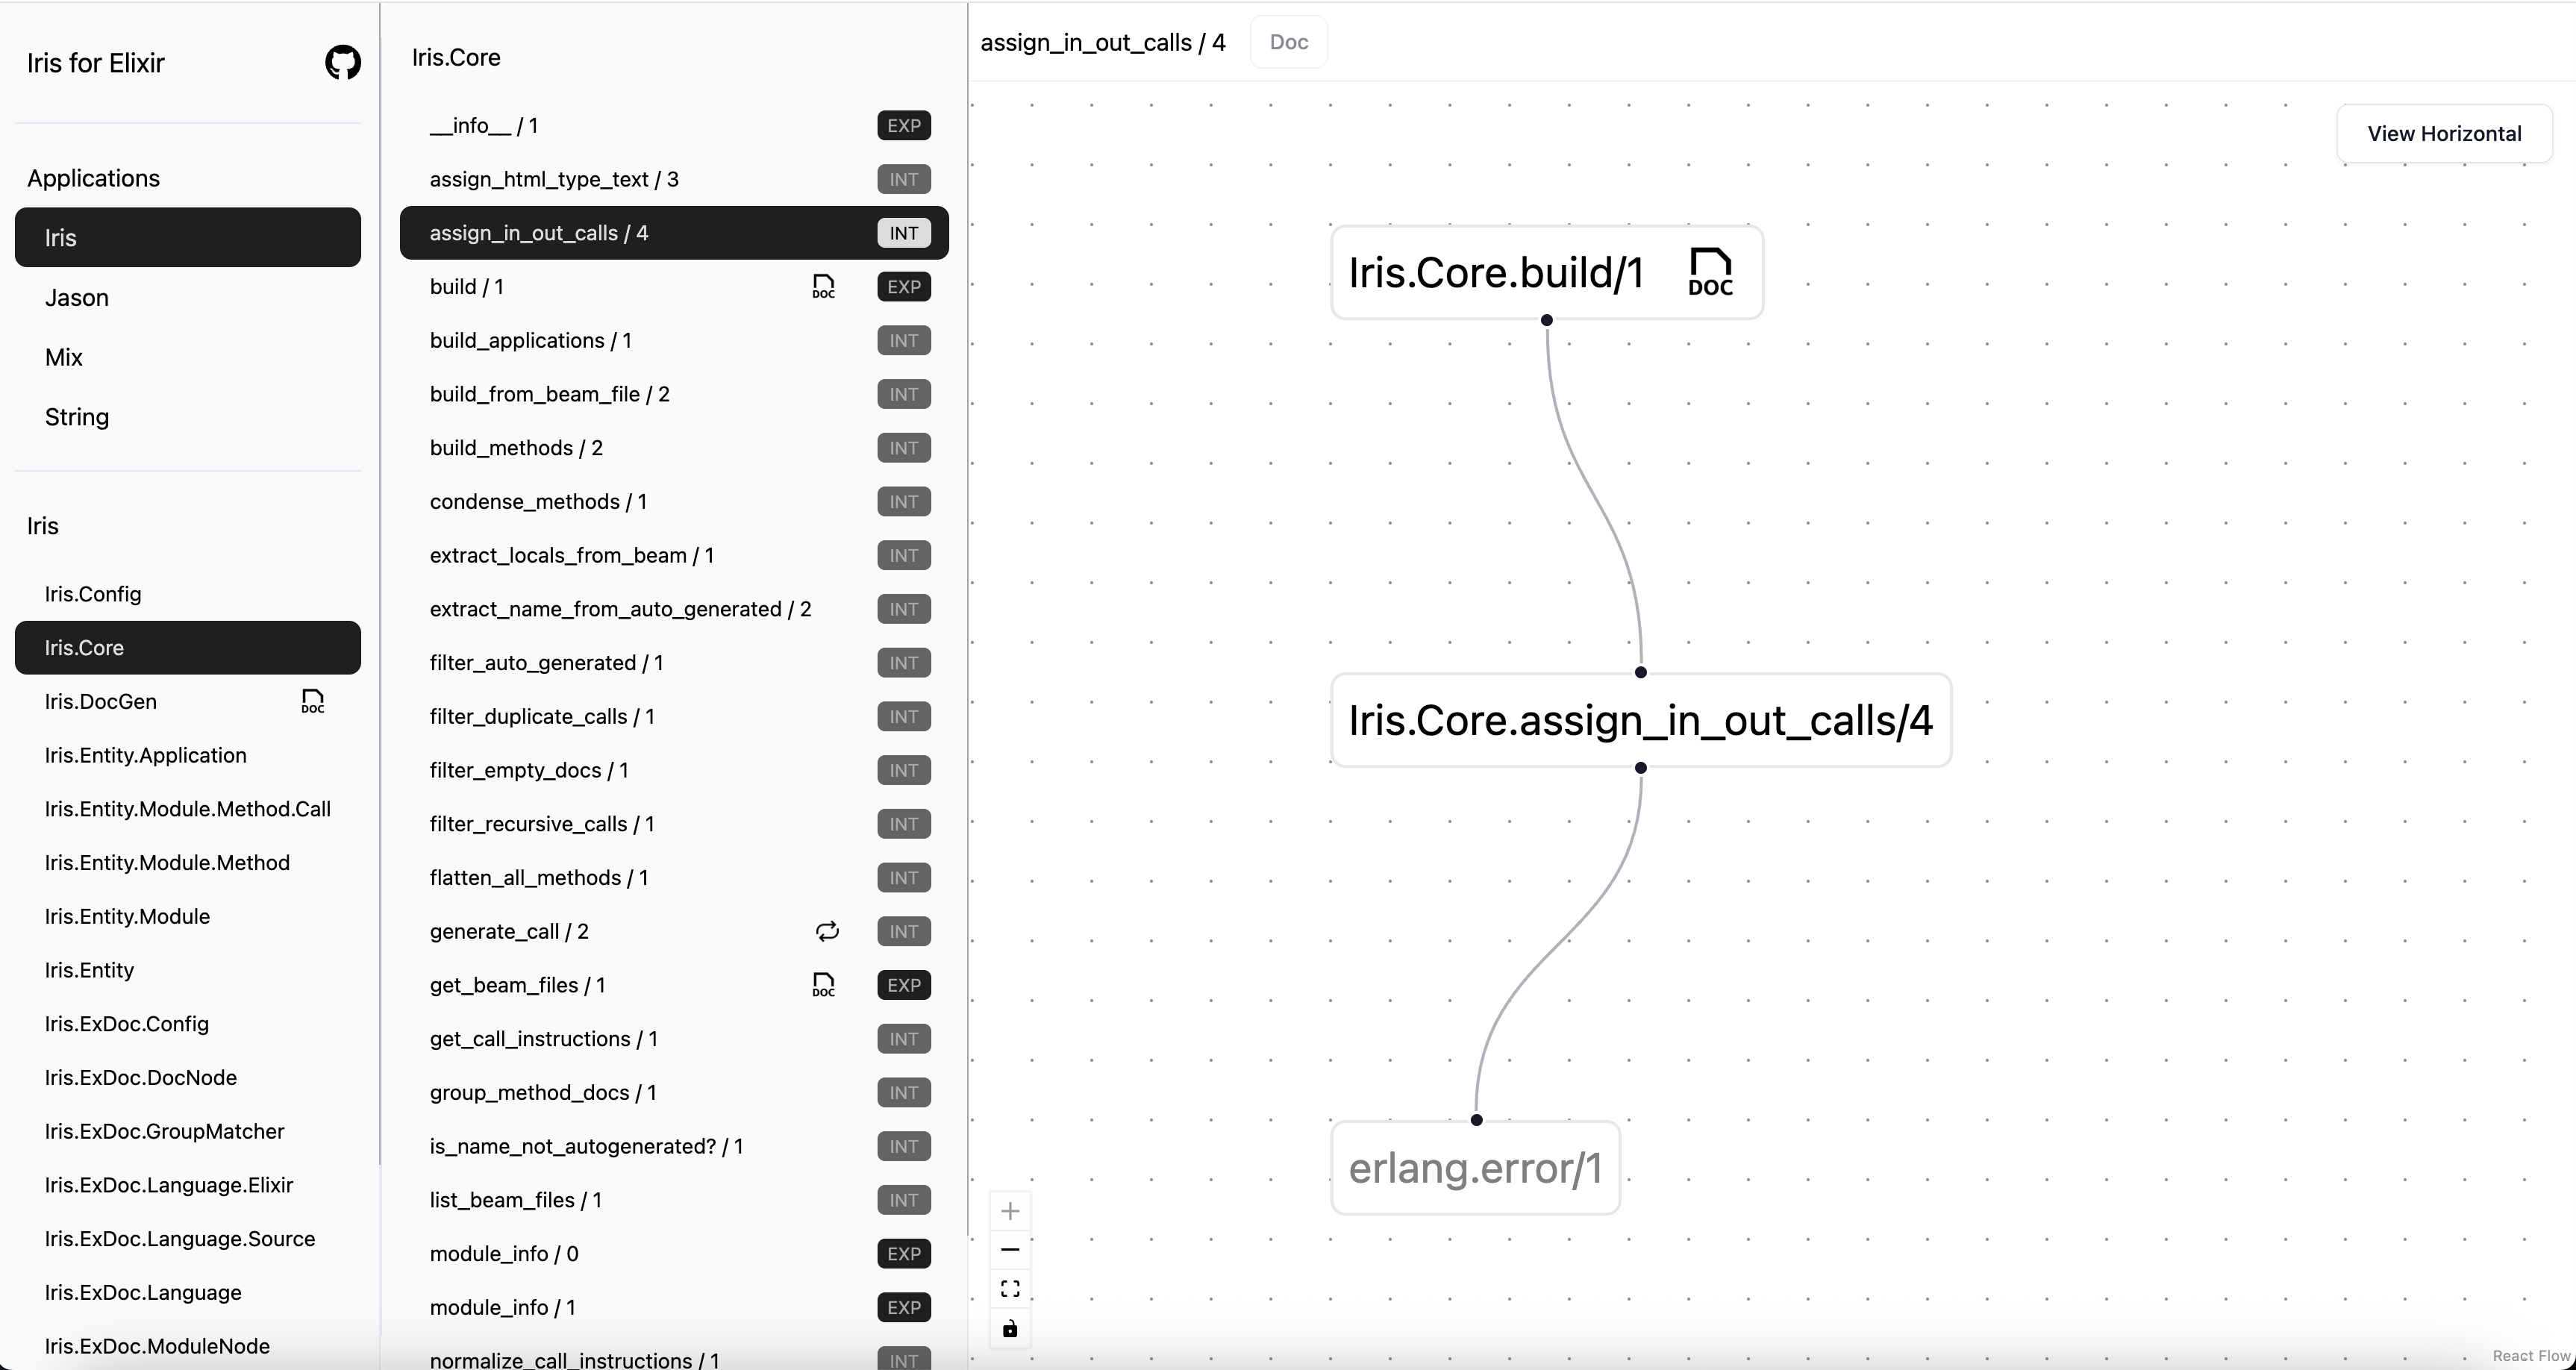 Iris for Elixir
Applications
Iris
Jason
Mix
String
Iris
Iris.Config
Iris.Core
Iris.DocGen DOC
Iris.Entity.Application
Iris.Entity.Module.Method.Call
Iris.Entity.Module.Method
Iris.Entity.Module
Iris.Entity
Iris.ExDoc.Config
Iris.ExDoc.DocNode
Iris.ExDoc.GroupMatcher
Iris.ExDoc.Language.Elixir
Iris.ExDoc.Language.Source
Iris.ExDoc.Language
Iris.ExDoc.ModuleNode
Iris.Core
__info__ / 1 EXP
assign_html_type_text / 3 INT
assign_in_out_calls / 4 INT
build / 1 DOC EXP
build_applications / 1 INT
build_from_beam_file / 2 INT
build_methods / 2 INT
condense_methods / 1 INT
extract_locals_from_beam / 1 INT
extract_name_from_auto_generated / 2 INT
filter_auto_generated / 1 INT
filter_duplicate_calls / 1 INT
filter_empty_docs / 1 INT
filter_recursive_calls / 1 INT
flatten_all_methods / 1 INT
generate_call / 2 INT
get_beam_files / 1 DOC EXP
get_call_instructions / 1 INT
group_method_docs / 1 INT
is_name_not_autogenerated? / 1 INT
list_beam_files / 1 INT
module_info / 0 EXP
module_info / 1 EXP
normalize_call_instructions / 1 INT
assign_in_out_calls / 4 Doc
View Horizontal
Iris.Core.build/1 DOC
Iris.Core.assign_in_out_calls/4
erlang.error/1
React Flow